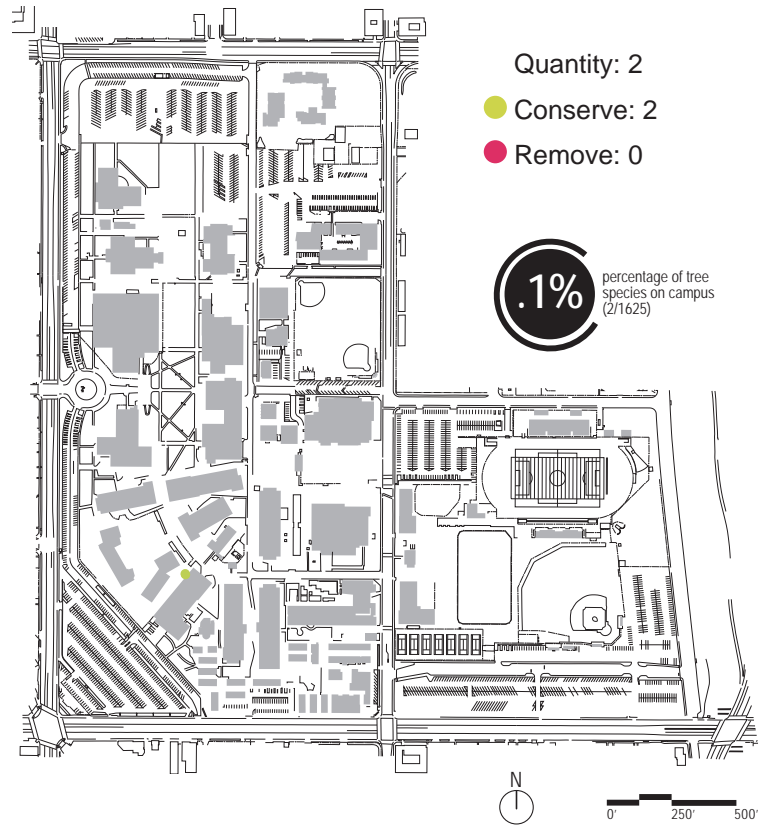 Quantity: 2
Conserve: 2
Remove: 0
.1%
percentage of tree
species on campus
(2/1625)
N
0' 250' 500'